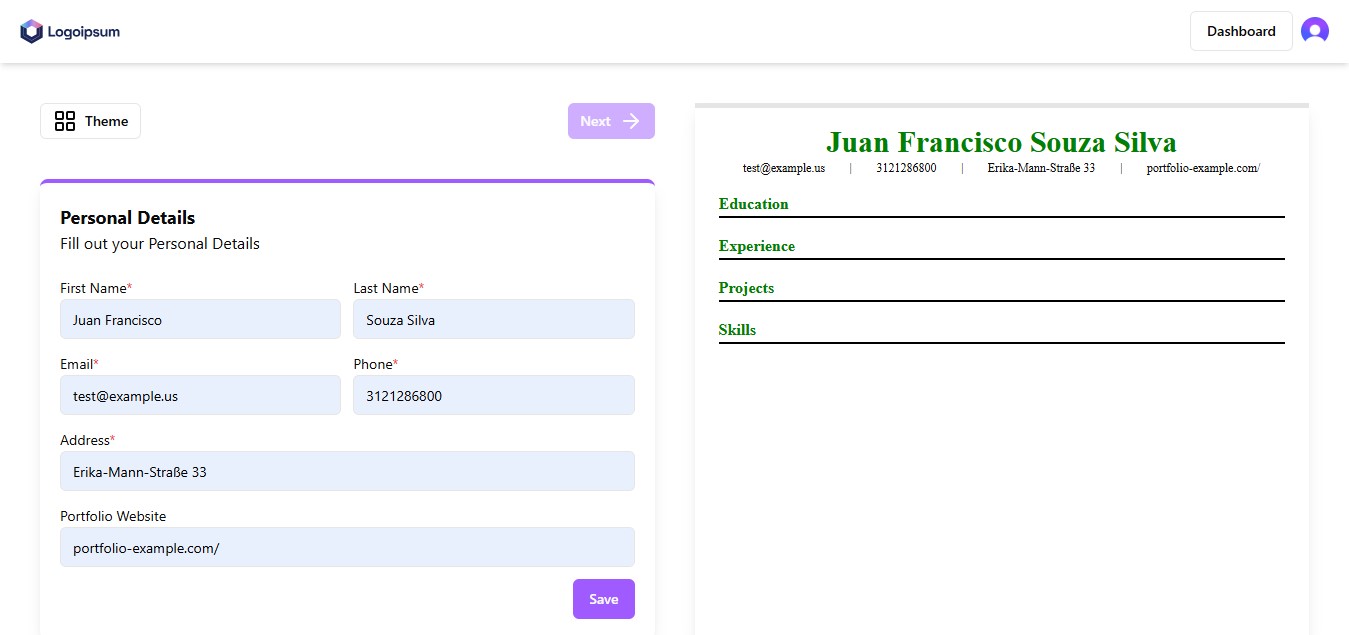 Logoipsum
Dashboard
Theme
Next
Personal Details
Fill out your Personal Details
First Name*
Last Name*
Juan Francisco
Souza Silva
Email*
Phone*
test@example.us
3121286800
Address*
Erika-Mann-Straße 33
Portfolio Website
portfolio-example.com/
Save
Juan Francisco Souza Silva
test@example.us | 3121286800 | Erika-Mann-Straße 33 | portfolio-example.com/
Education
Experience
Projects
Skills